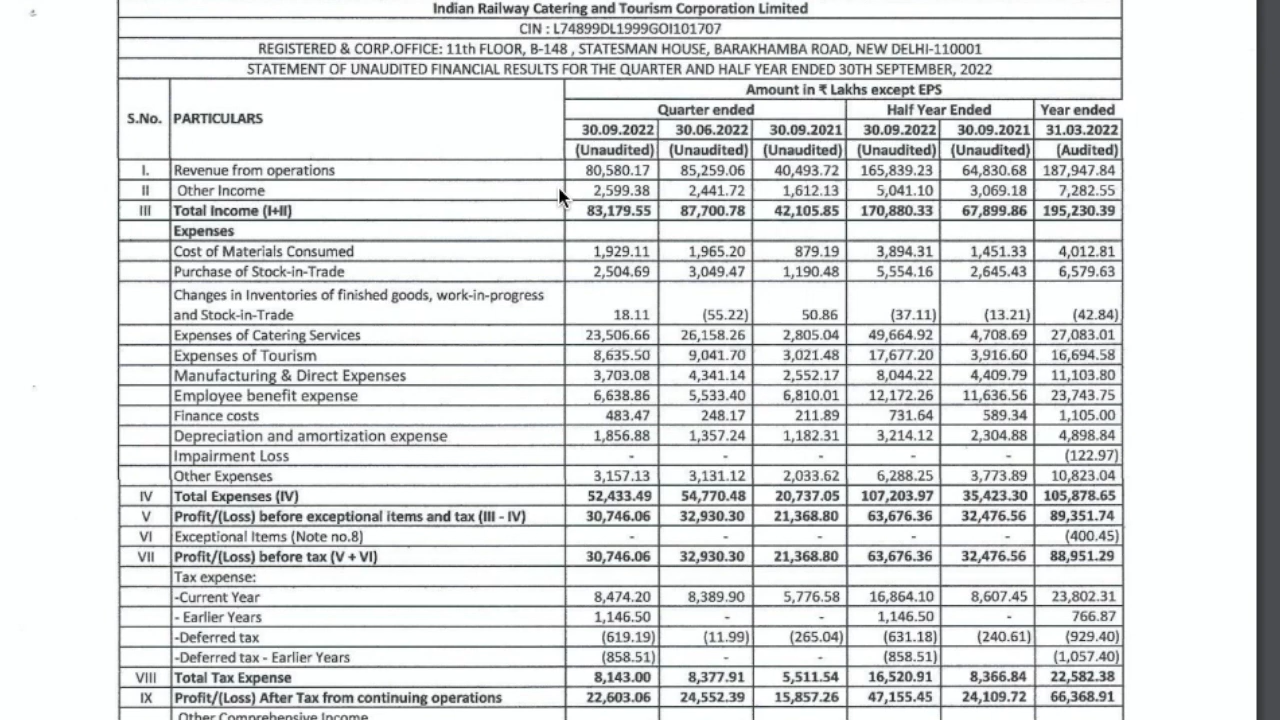 Indian Railway Catering and Tourism Corporation Limited
CIN : L74899DL1999GOI101707
REGISTERED & CORP.OFFICE: 11th FLOOR, B-148 , STATESMAN HOUSE, BARAKHAMBA ROAD, NEW DELHI-110001
STATEMENT OF UNAUDITED FINANCIAL RESULTS FOR THE QUARTER AND HALF YEAR ENDED 30TH SEPTEMBER, 2022
Amount in ₹ Lakhs except EPS
S.No. PARTICULARS Quarter ended Half Year Ended Year ended
30.09.2022 30.06.2022 30.09.2021 30.09.2022 30.09.2021 31.03.2022
(Unaudited) (Unaudited) (Unaudited) (Unaudited) (Unaudited) (Audited)
I. Revenue from operations 80,580.17 85,259.06 40,493.72 165,839.23 64,830.68 187,947.84
II Other Income 2,599.38 2,441.72 1,612.13 5,041.10 3,069.18 7,282.55
III Total Income (I+II) 83,179.55 87,700.78 42,105.85 170,880.33 67,899.86 195,230.39
Expenses
Cost of Materials Consumed 1,929.11 1,965.20 879.19 3,894.31 1,451.33 4,012.81
Purchase of Stock-in-Trade 2,504.69 3,049.47 1,190.48 5,554.16 2,645.43 6,579.63
Changes in Inventories of finished goods, work-in-progress
and Stock-in-Trade 18.11 (55.22) 50.86 (37.11) (13.21) (42.84)
Expenses of Catering Services 23,506.66 26,158.26 2,805.04 49,664.92 4,708.69 27,083.01
Expenses of Tourism 8,635.50 9,041.70 3,021.48 17,677.20 3,916.60 16,694.58
Manufacturing & Direct Expenses 3,703.08 4,341.14 2,552.17 8,044.22 4,409.79 11,103.80
Employee benefit expense 6,638.86 5,533.40 6,810.01 12,172.26 11,636.56 23,743.75
Finance costs 483.47 248.17 211.89 731.64 589.34 1,105.00
Depreciation and amortization expense 1,856.88 1,357.24 1,182.31 3,214.12 2,304.88 4,898.84
Impairment Loss - - - - - (122.97)
Other Expenses 3,157.13 3,131.12 2,033.62 6,288.25 3,773.89 10,823.04
IV Total Expenses (IV) 52,433.49 54,770.48 20,737.05 107,203.97 35,423.30 105,878.65
V Profit/(Loss) before exceptional items and tax (III - IV) 30,746.06 32,930.30 21,368.80 63,676.36 32,476.56 89,351.74
VI Exceptional Items (Note no.8) - - - - - (400.45)
VII Profit/(Loss) before tax (V + VI) 30,746.06 32,930.30 21,368.80 63,676.36 32,476.56 88,951.29
Tax expense:
-Current Year 8,474.20 8,389.90 5,776.58 16,864.10 8,607.45 23,802.31
- Earlier Years 1,146.50 - - 1,146.50 - 766.87
-Deferred tax (619.19) (11.99) (265.04) (631.18) (240.61) (929.40)
-Deferred tax - Earlier Years (858.51) - - (858.51) (1,057.40)
VIII Total Tax Expense 8,143.00 8,377.91 5,511.54 16,520.91 8,366.84 22,582.38
IX Profit/(Loss) After Tax from continuing operations 22,603.06 24,552.39 15,857.26 47,155.45 24,109.72 66,368.91
Other Comprehensive Income